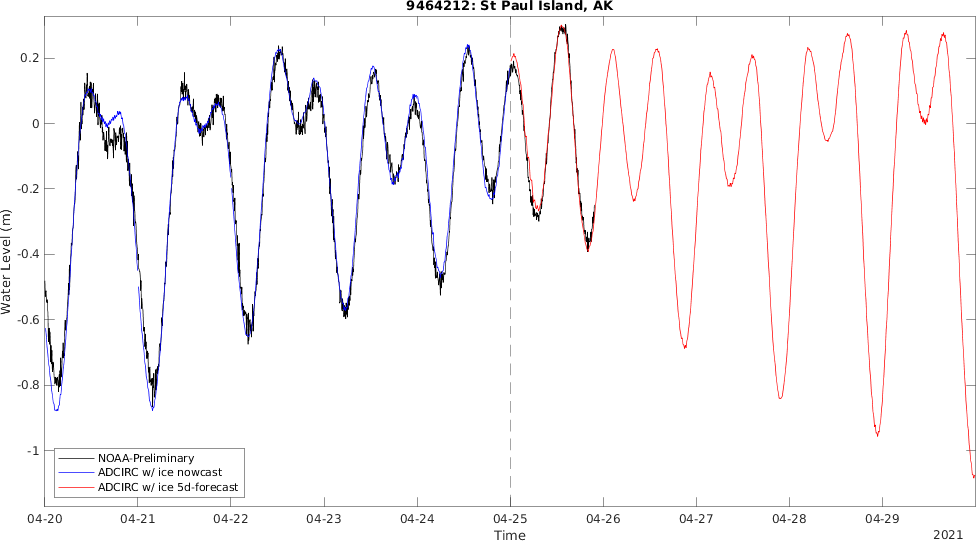 9464212: St Paul Island, AK
Water Level (m)
0.2
0
-0.2
-0.4
-0.6
-0.8
-1
NOAA-Preliminary
ADCIRC w/ ice nowcast
ADCIRC w/ ice 5d-forecast
04-20 04-21 04-22 04-23 04-24 04-25 04-26 04-27 04-28 04-29
Time
2021